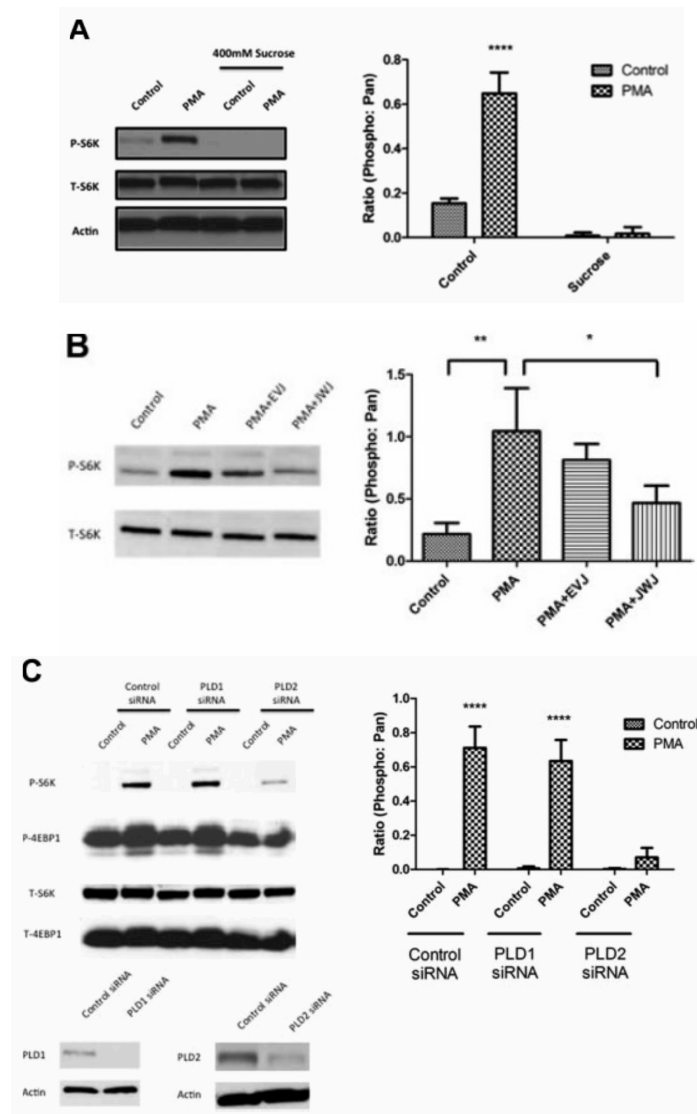 A
400mM Sucrose
Control PMA Control PMA
P-S6K
T-S6K
Actin
Ratio (Phospho: Pan)
0.8
0.6
0.4
0.2
0.0
****
Control
PMA
Control Sucrose
B
Control PMA PMA+EVJ PMA+JWJ
P-S6K
T-S6K
Ratio (Phospho: Pan)
1.5
1.0
0.5
0.0
** *
Control PMA PMA+EVJ PMA+JWJ
C
Control siRNA PLD1 siRNA PLD2 siRNA
Control PMA Control PMA Control PMA
P-S6K
P-4EBP1
T-S6K
T-4EBP1
Ratio (Phospho: Pan)
1.0
0.8
0.6
0.4
0.2
0.0
**** ****
Control
PMA
Control PMA Control PMA Control PMA
Control siRNA PLD1 siRNA PLD2 siRNA
Control siRNA PLD1 siRNA
PLD1
Actin
Control siRNA PLD2 siRNA
PLD2
Actin